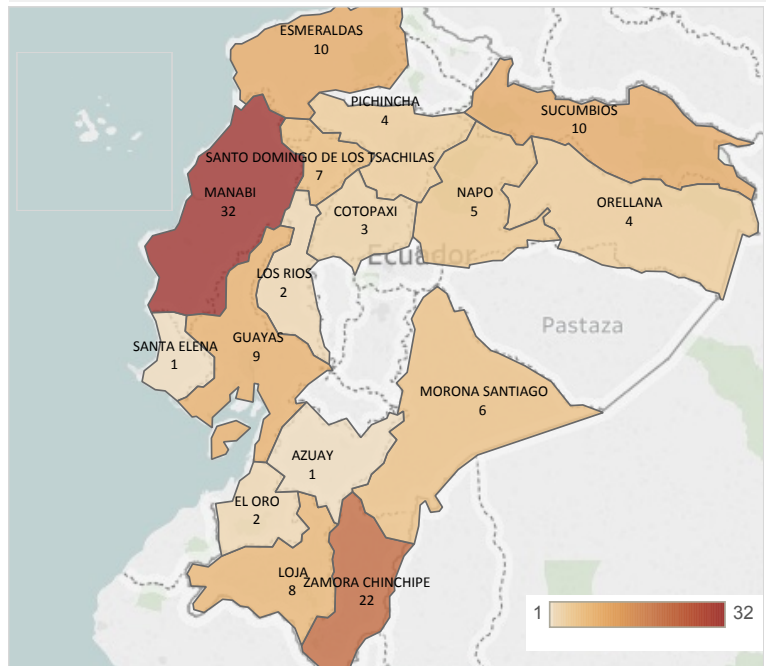 ESMERALDAS
10
PICHINCHA
4
SUCUMBIOS
10
SANTO DOMINGO DE LOS TSACHILAS
7
MANABI
32
COTOPAXI
3
NAPO
5
ORELLANA
4
Ecuador
LOS RIOS
2
Pastaza
SANTA ELENA
1
GUAYAS
9
MORONA SANTIAGO
6
AZUAY
1
EL ORO
2
LOJA
8
ZAMORA CHINCHIPE
22
1
32